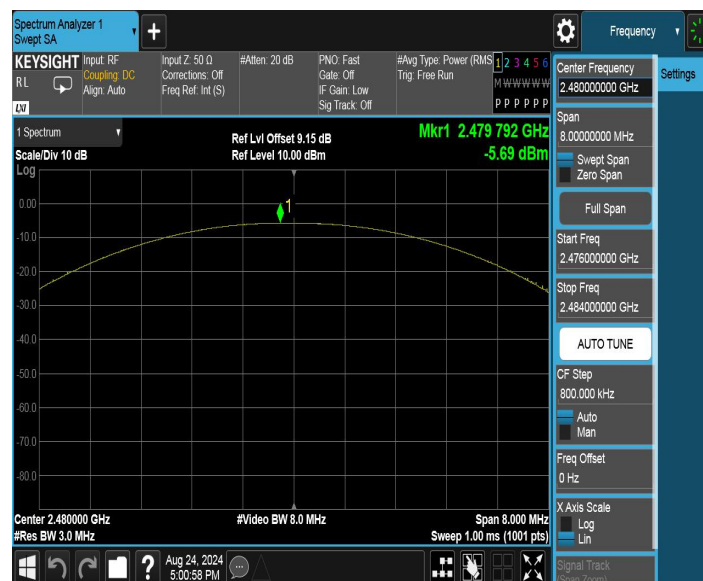 Spectrum Analyzer 1
Swept SA
Frequency
KEYSIGHT
RL
LXI
Input: RF
Coupling: DC
Align: Auto
Input Z: 50 Ω
Corrections: Off
Freq Ref: Int (S)
#Atten: 20 dB
PNO: Fast
Gate: Off
IF Gain: Low
Sig Track: Off
#Avg Type: Power (RMS
Trig: Free Run
1 2 3 4 5 6
M W W W W W
P P P P P P
Center Frequency
2.480000000 GHz
Settings
1 Spectrum
Scale/Div 10 dB
Ref Lvl Offset 9.15 dB
Ref Level 10.00 dBm
Mkr1 2.479 792 GHz
-5.69 dBm
Log
1
0.00
-10.0
-20.0
-30.0
-40.0
-50.0
-60.0
-70.0
-80.0
Center 2.480000 GHz
#Res BW 3.0 MHz
#Video BW 8.0 MHz
Span 8.000 MHz
Sweep 1.00 ms (1001 pts)
Span
8.00000000 MHz
Swept Span
Zero Span
Full Span
Start Freq
2.476000000 GHz
Stop Freq
2.484000000 GHz
AUTO TUNE
CF Step
800.000 kHz
Auto
Man
Freq Offset
0 Hz
X Axis Scale
Log
Lin
Signal Track
(Span Zoom)
Aug 24, 2024
5:00:58 PM